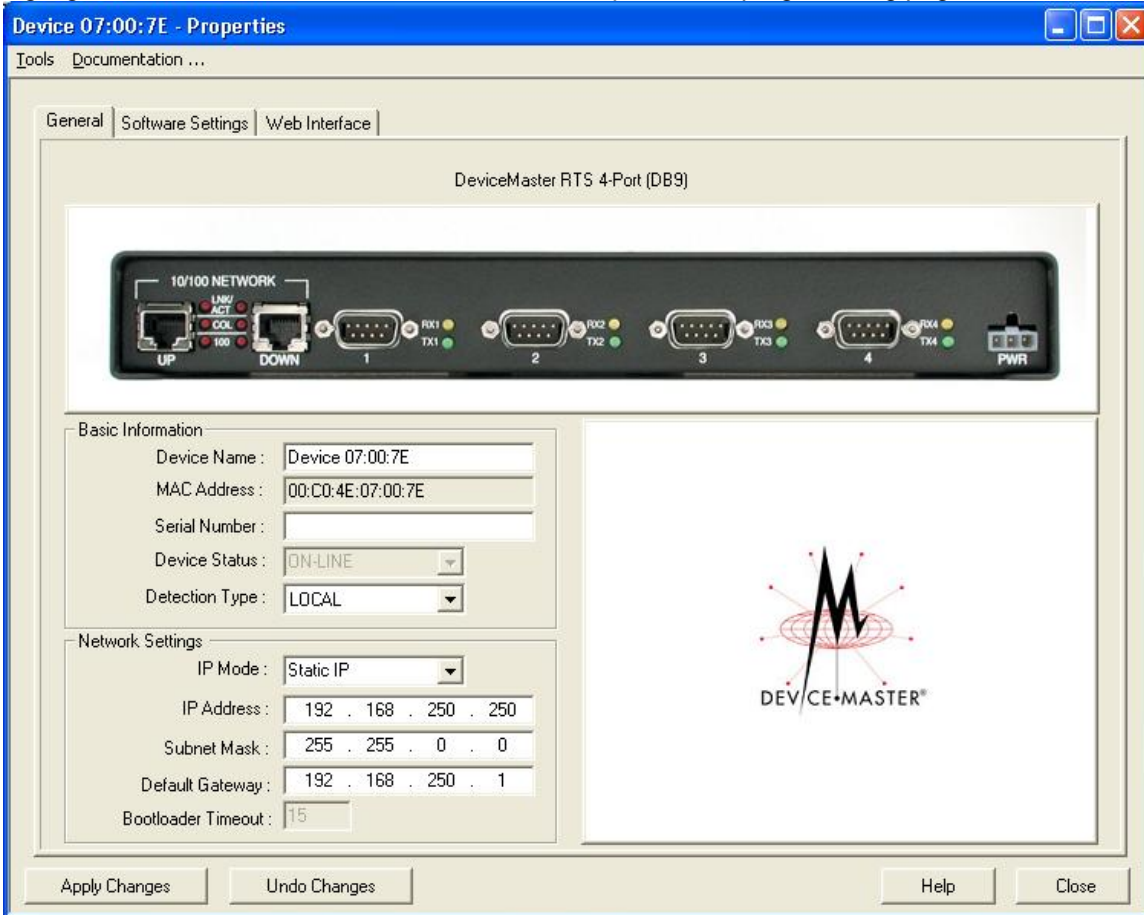 Device 07:00:7E - Properties
Tools Documentation ...
General Software Settings Web Interface
DeviceMaster RTS 4-Port (DB9)
10/100 NETWORK
LNK/
ACT
COL
100
UP DOWN
1
RX1
TX1
2
RX2
TX2
3
RX3
TX3
4
RX4
TX4
PWR
Basic Information
Device Name : Device 07:00:7E
MAC Address : 00:C0:4E:07:00:7E
Serial Number :
Device Status : ON-LINE
Detection Type : LOCAL
Network Settings
IP Mode : Static IP
IP Address : 192 . 168 . 250 . 250
Subnet Mask : 255 . 255 . 0 . 0
Default Gateway : 192 . 168 . 250 . 1
Bootloader Timeout : 15
DEVICE•MASTER®
Apply Changes Undo Changes Help Close